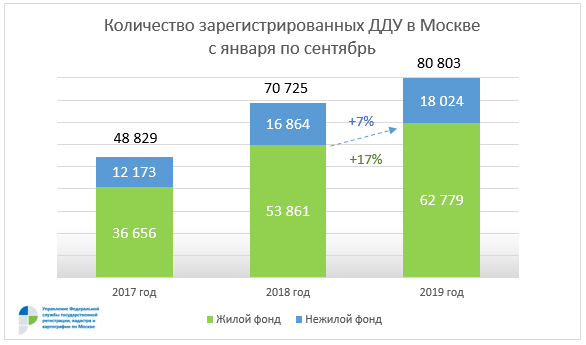 Количество зарегистрированных ДДУ в Москве
с января по сентябрь
80 803
70 725
18 024
48 829
16 864
+7%
12 173
+17%
62 779
53 861
36 656
2017 год
2018 год
2019 год
Жилой фонд
Нежилой фонд
Управление Федеральной
службы государственной
регистрации, кадастра и
картографии по Москве